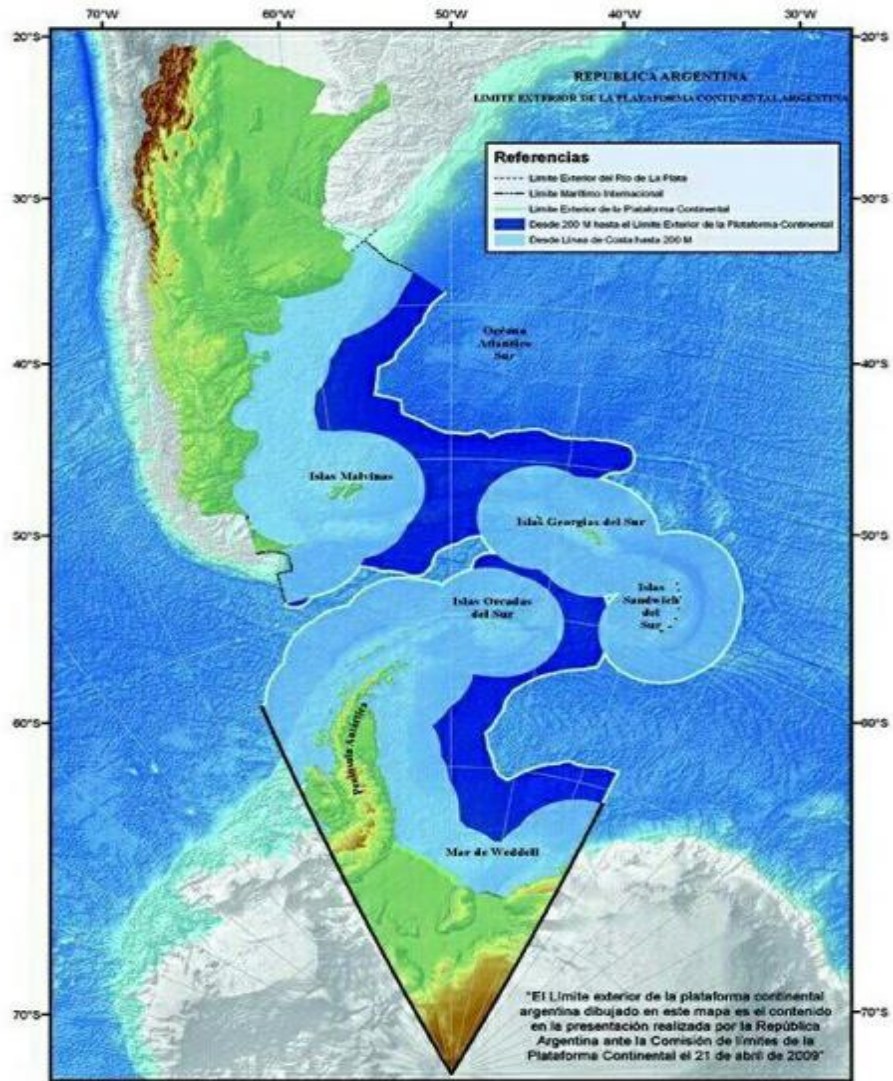 70°W
60°W
50°W
40°W
30°W
20°S
20°S
REPUBLICA ARGENTINA
LIMITE EXTERIOR DE LA PLATAFORMA CONTINENTAL ARGENTINA
Referencias
Límite Exterior del Río de La Plata
Límite Marítimo Internacional
Límite Exterior de la Plataforma Continental
Desde 200 M hasta el Límite Exterior de la Plataforma Continental
Desde Línea de Costa hasta 200 M
30°S
30°S
Océano
Atlántico
Sur
40°S
40°S
Islas Malvinas
Islas Georgias del Sur
50°S
50°S
Islas Orcadas
del Sur
Islas
Sandwich
del
Sur
60°S
60°S
Península Antártica
Mar de Weddell
"El Límite exterior de la plataforma continental
argentina dibujado en este mapa es el contenido
en la presentación realizada por la República
Argentina ante la Comisión de límites de la
Plataforma Continental el 21 de abril de 2009"
70°S
70°S